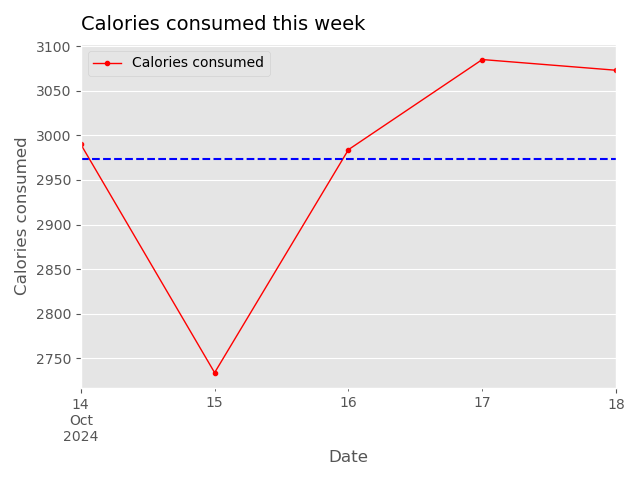 Calories consumed this week
3100
Calories consumed
3050
3000
2950
2900
2850
2800
2750
Calories consumed
14
15
16
17
18
Oct
2024
Date